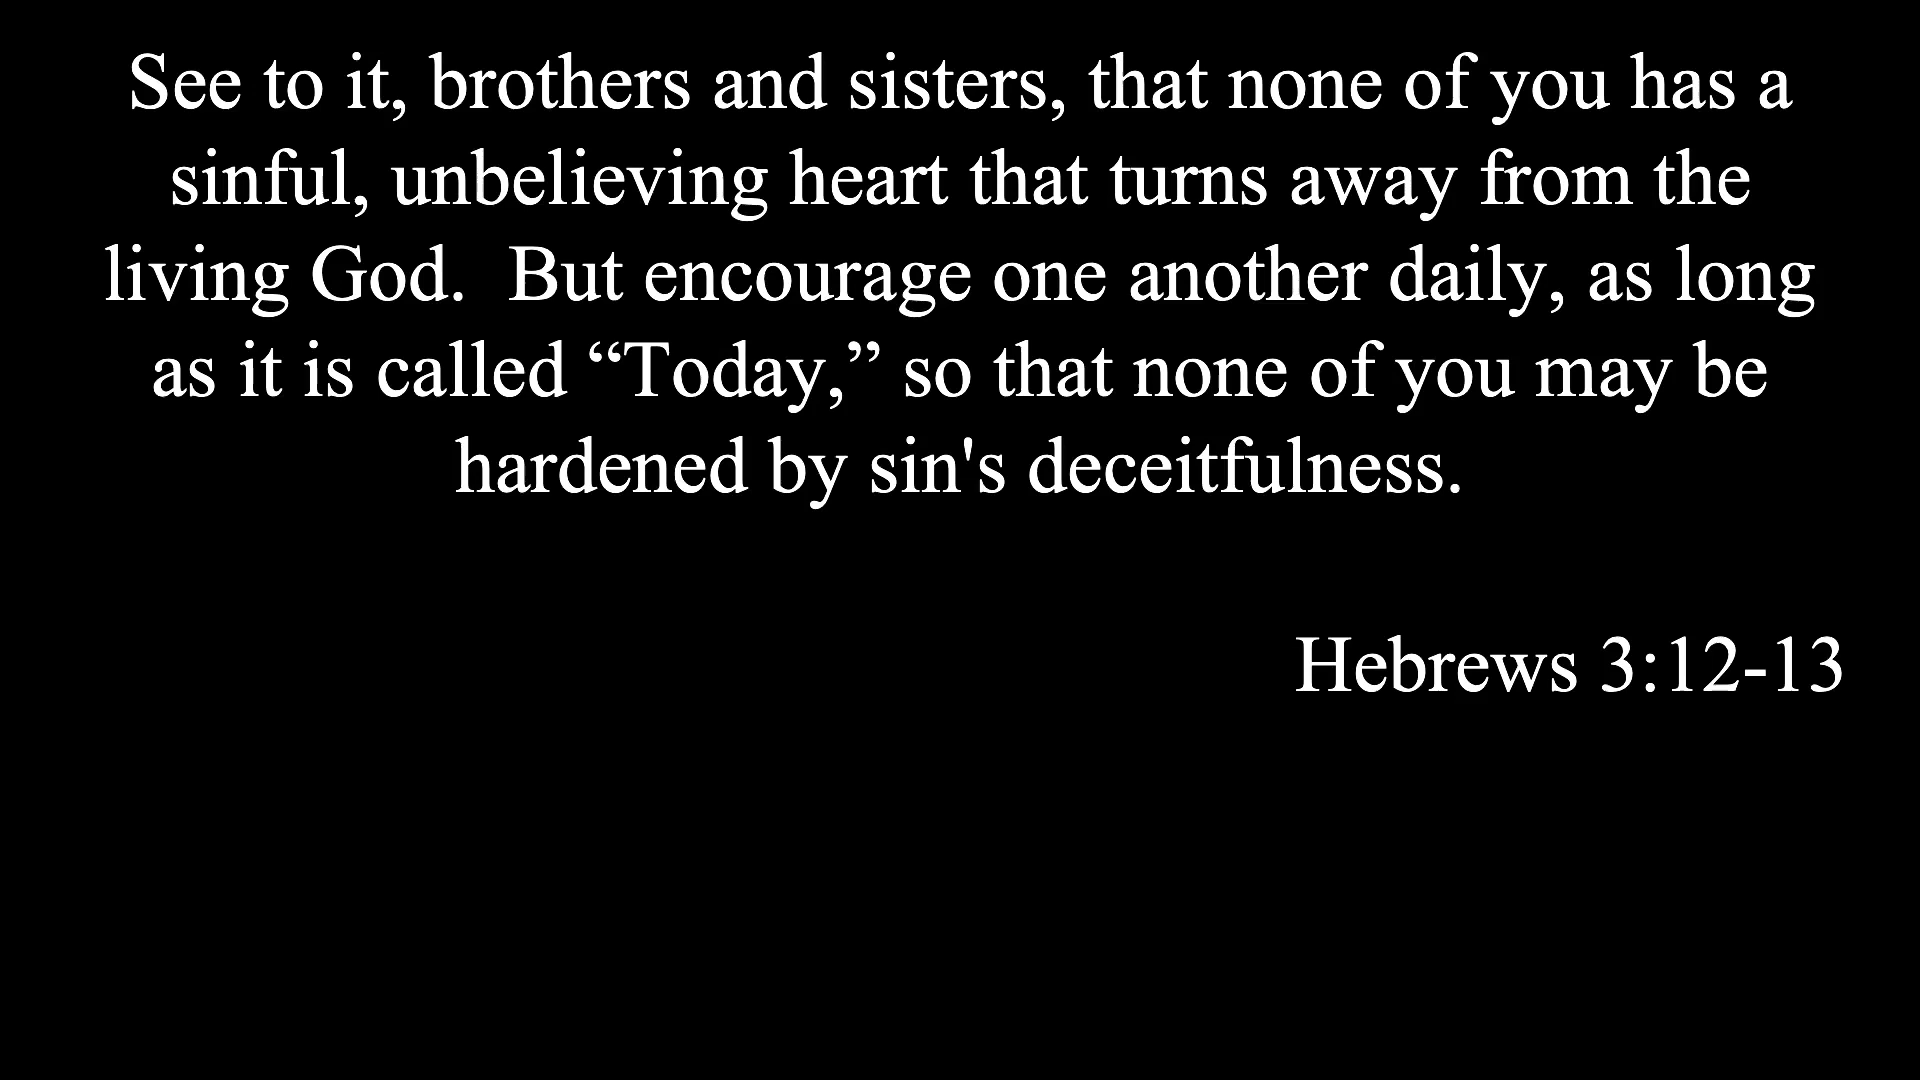 See to it, brothers and sisters, that none of you has a
sinful, unbelieving heart that turns away from the
living God.  But encourage one another daily, as long
as it is called “Today,” so that none of you may be
hardened by sin's deceitfulness.
Hebrews 3:12-13